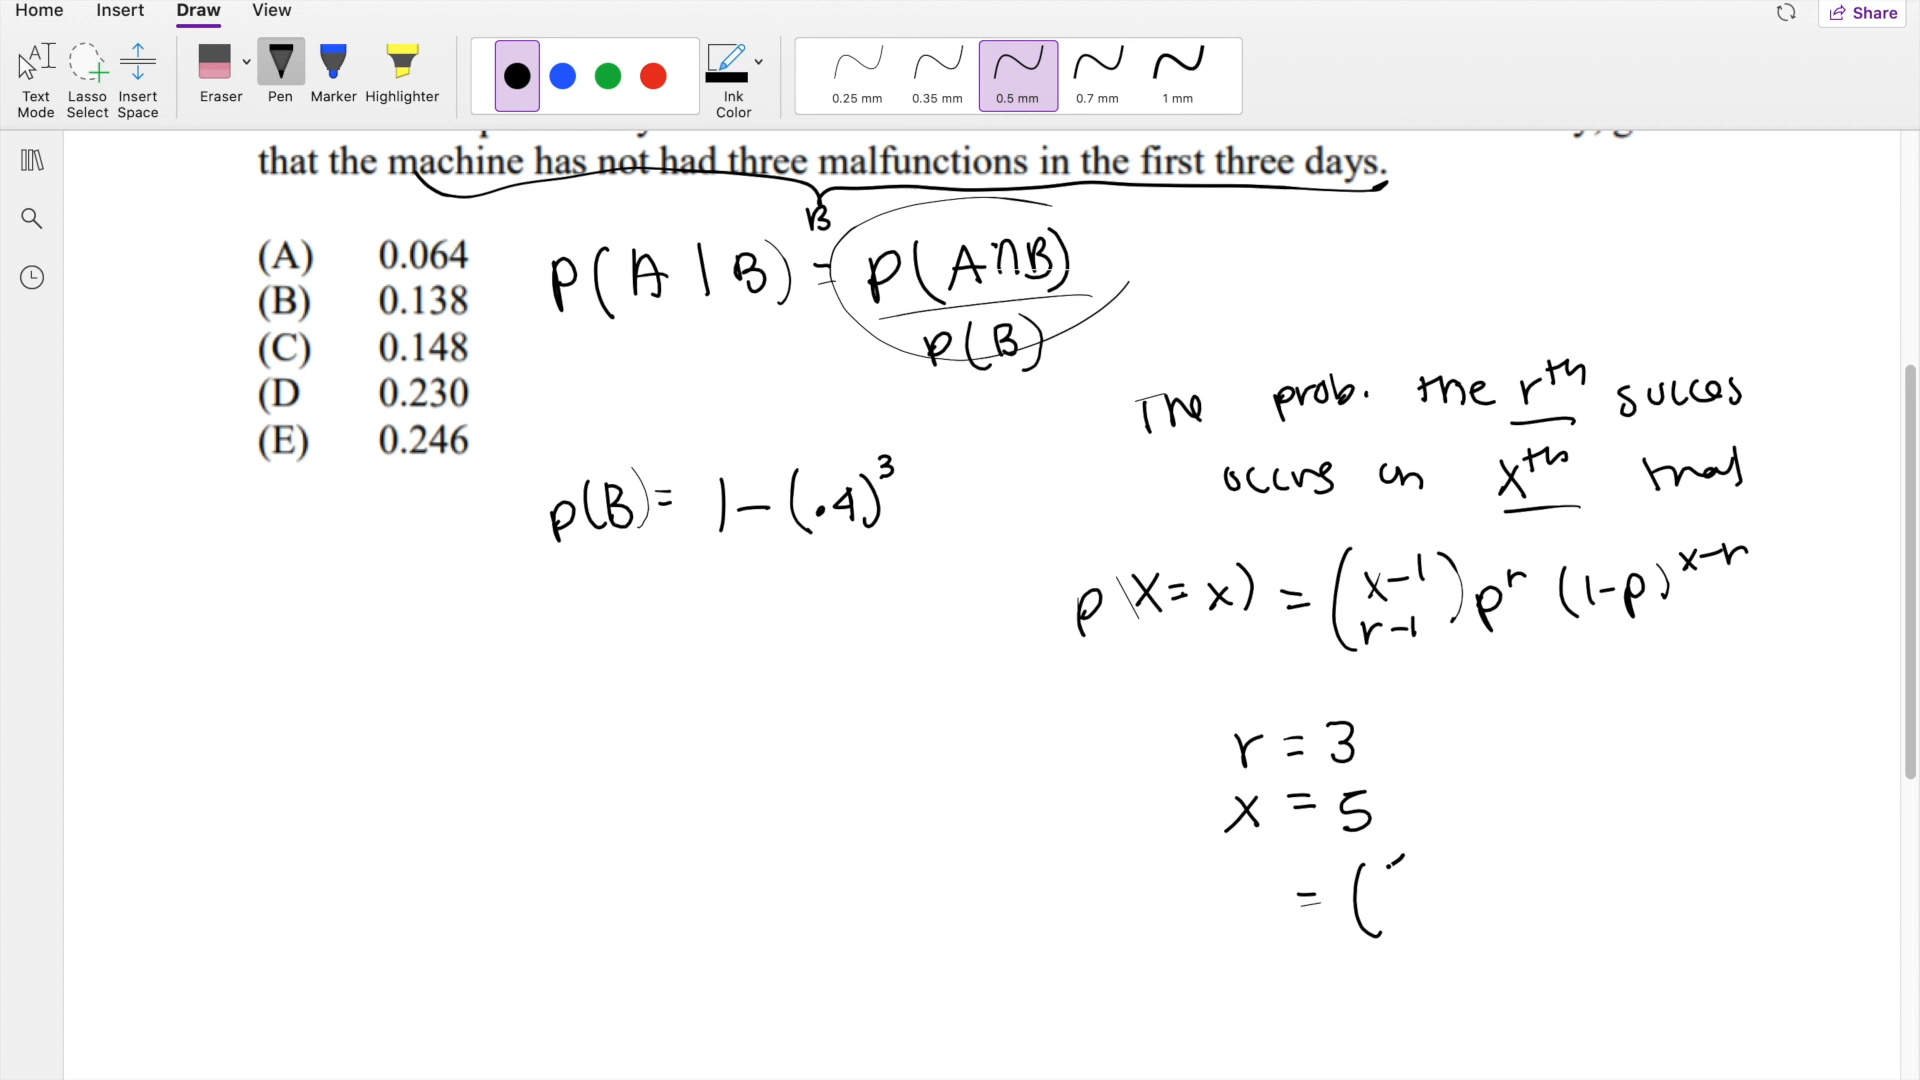 Home Insert Draw View
Share
Text Mode
Lasso Select
Insert Space
Eraser
Pen
Marker
Highlighter
Ink Color
0.25 mm
0.35 mm
0.5 mm
0.7 mm
1 mm
that the machine has not had three malfunctions in the first three days.
B
(A) 0.064
(B) 0.138
(C) 0.148
(D 0.230
(E) 0.246
P(A | B) = P(A∩B) / P(B)
The prob. the rth succes
occrs on xth trial
P(B) = 1 - (.4)^3
P(X = x) = (x-1 r-1) p^r (1-p)^x-r
r = 3
x = 5
= (